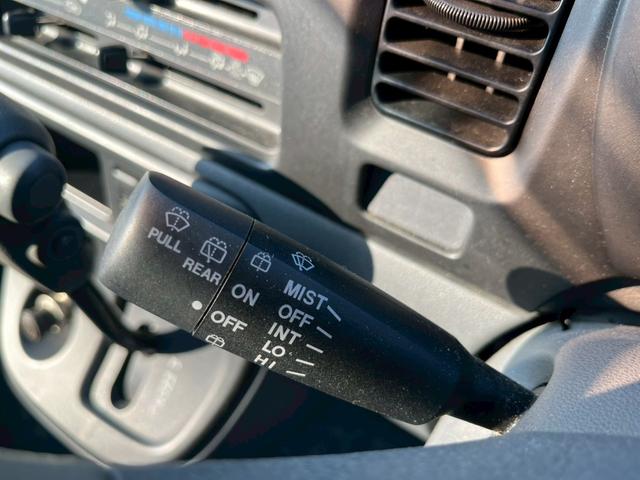 PULL
REAR
ON
OFF
MIST
OFF
INT
LO
HI